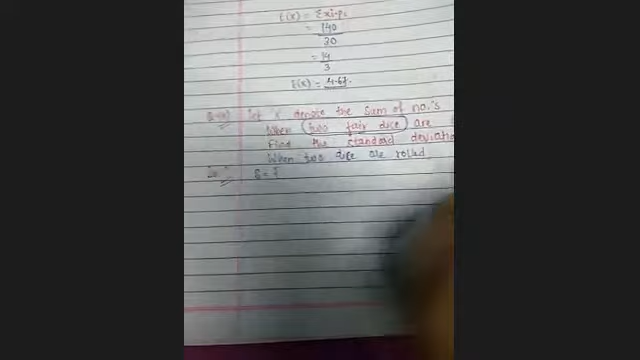 E(x) = Σxi·pi
= 140
30
= 14
3
E(x) = 4.67.
let x denote the sum of no.'s
When two fair dice are
Find the standard deviation
When two dice are rolled
S = {